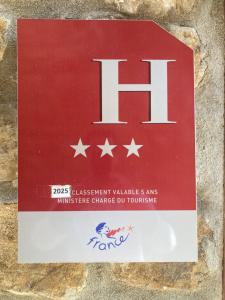 H
2025 CLASSEMENT VALABLE 5 ANS
MINISTÈRE CHARGÉ DU TOURISME
france